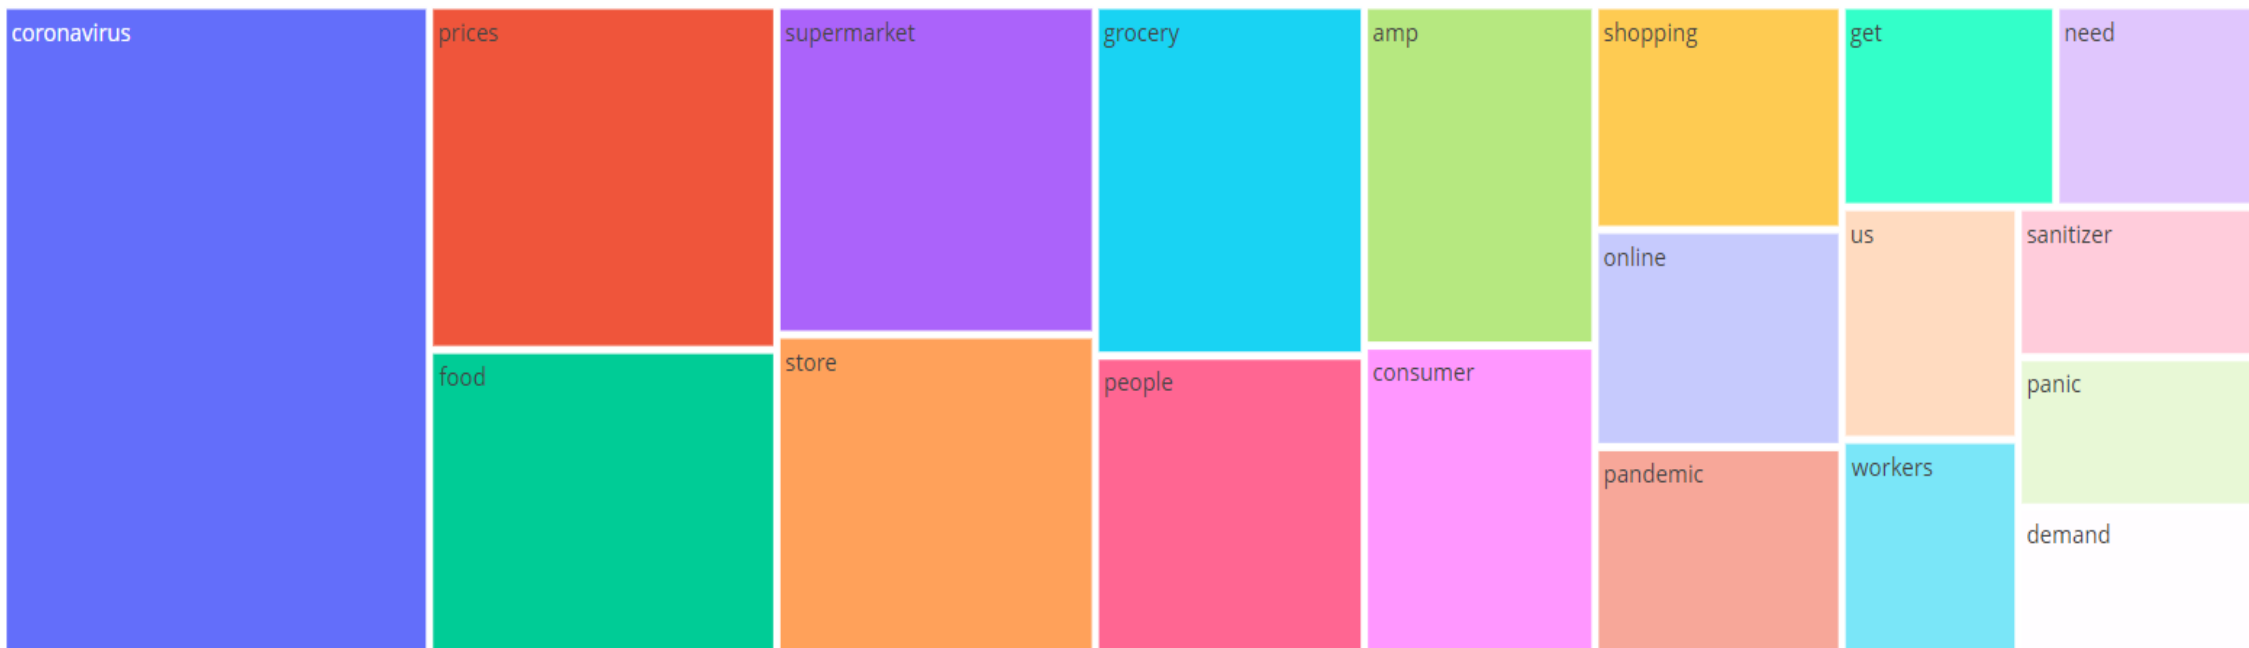 coronavirus
prices
supermarket
grocery
amp
shopping
get
need
us
sanitizer
online
food
store
people
consumer
panic
pandemic
workers
demand